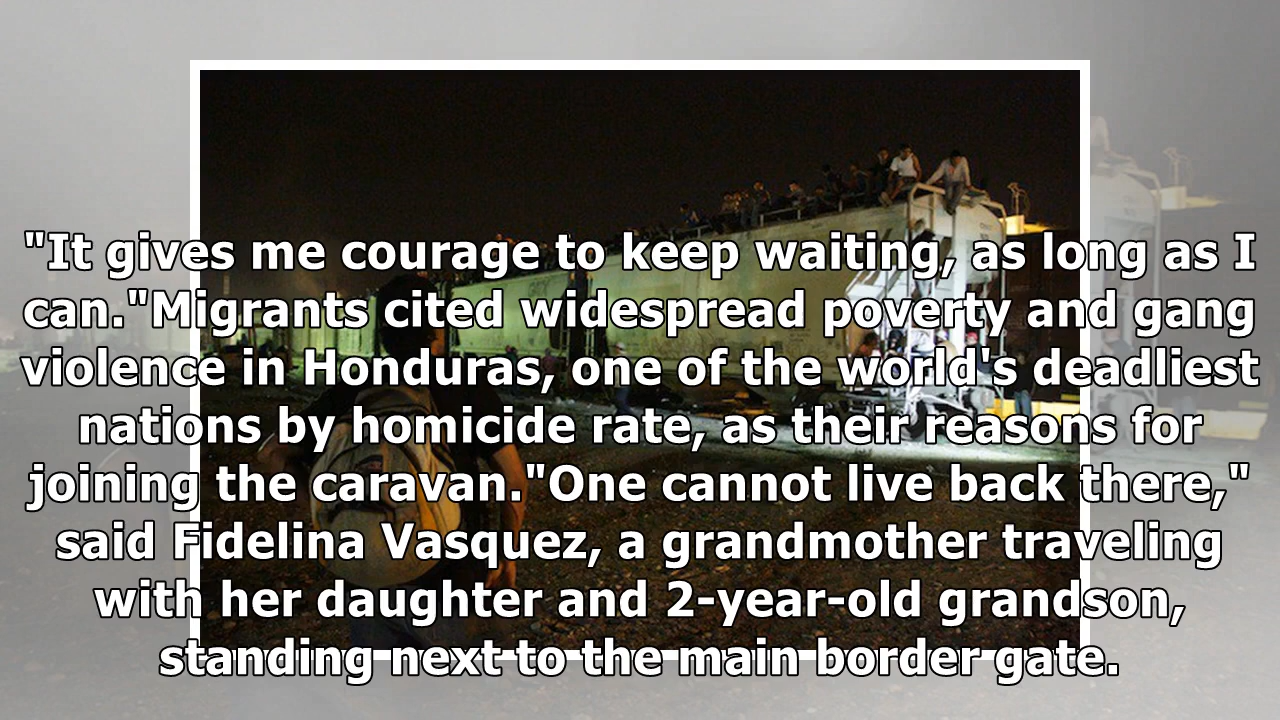 "It gives me courage to keep waiting, as long as I
can."Migrants cited widespread poverty and gang
violence in Honduras, one of the world's deadliest
nations by homicide rate, as their reasons for
joining the caravan."One cannot live back there,"
said Fidelina Vasquez, a grandmother traveling
with her daughter and 2-year-old grandson,
standing next to the main border gate.